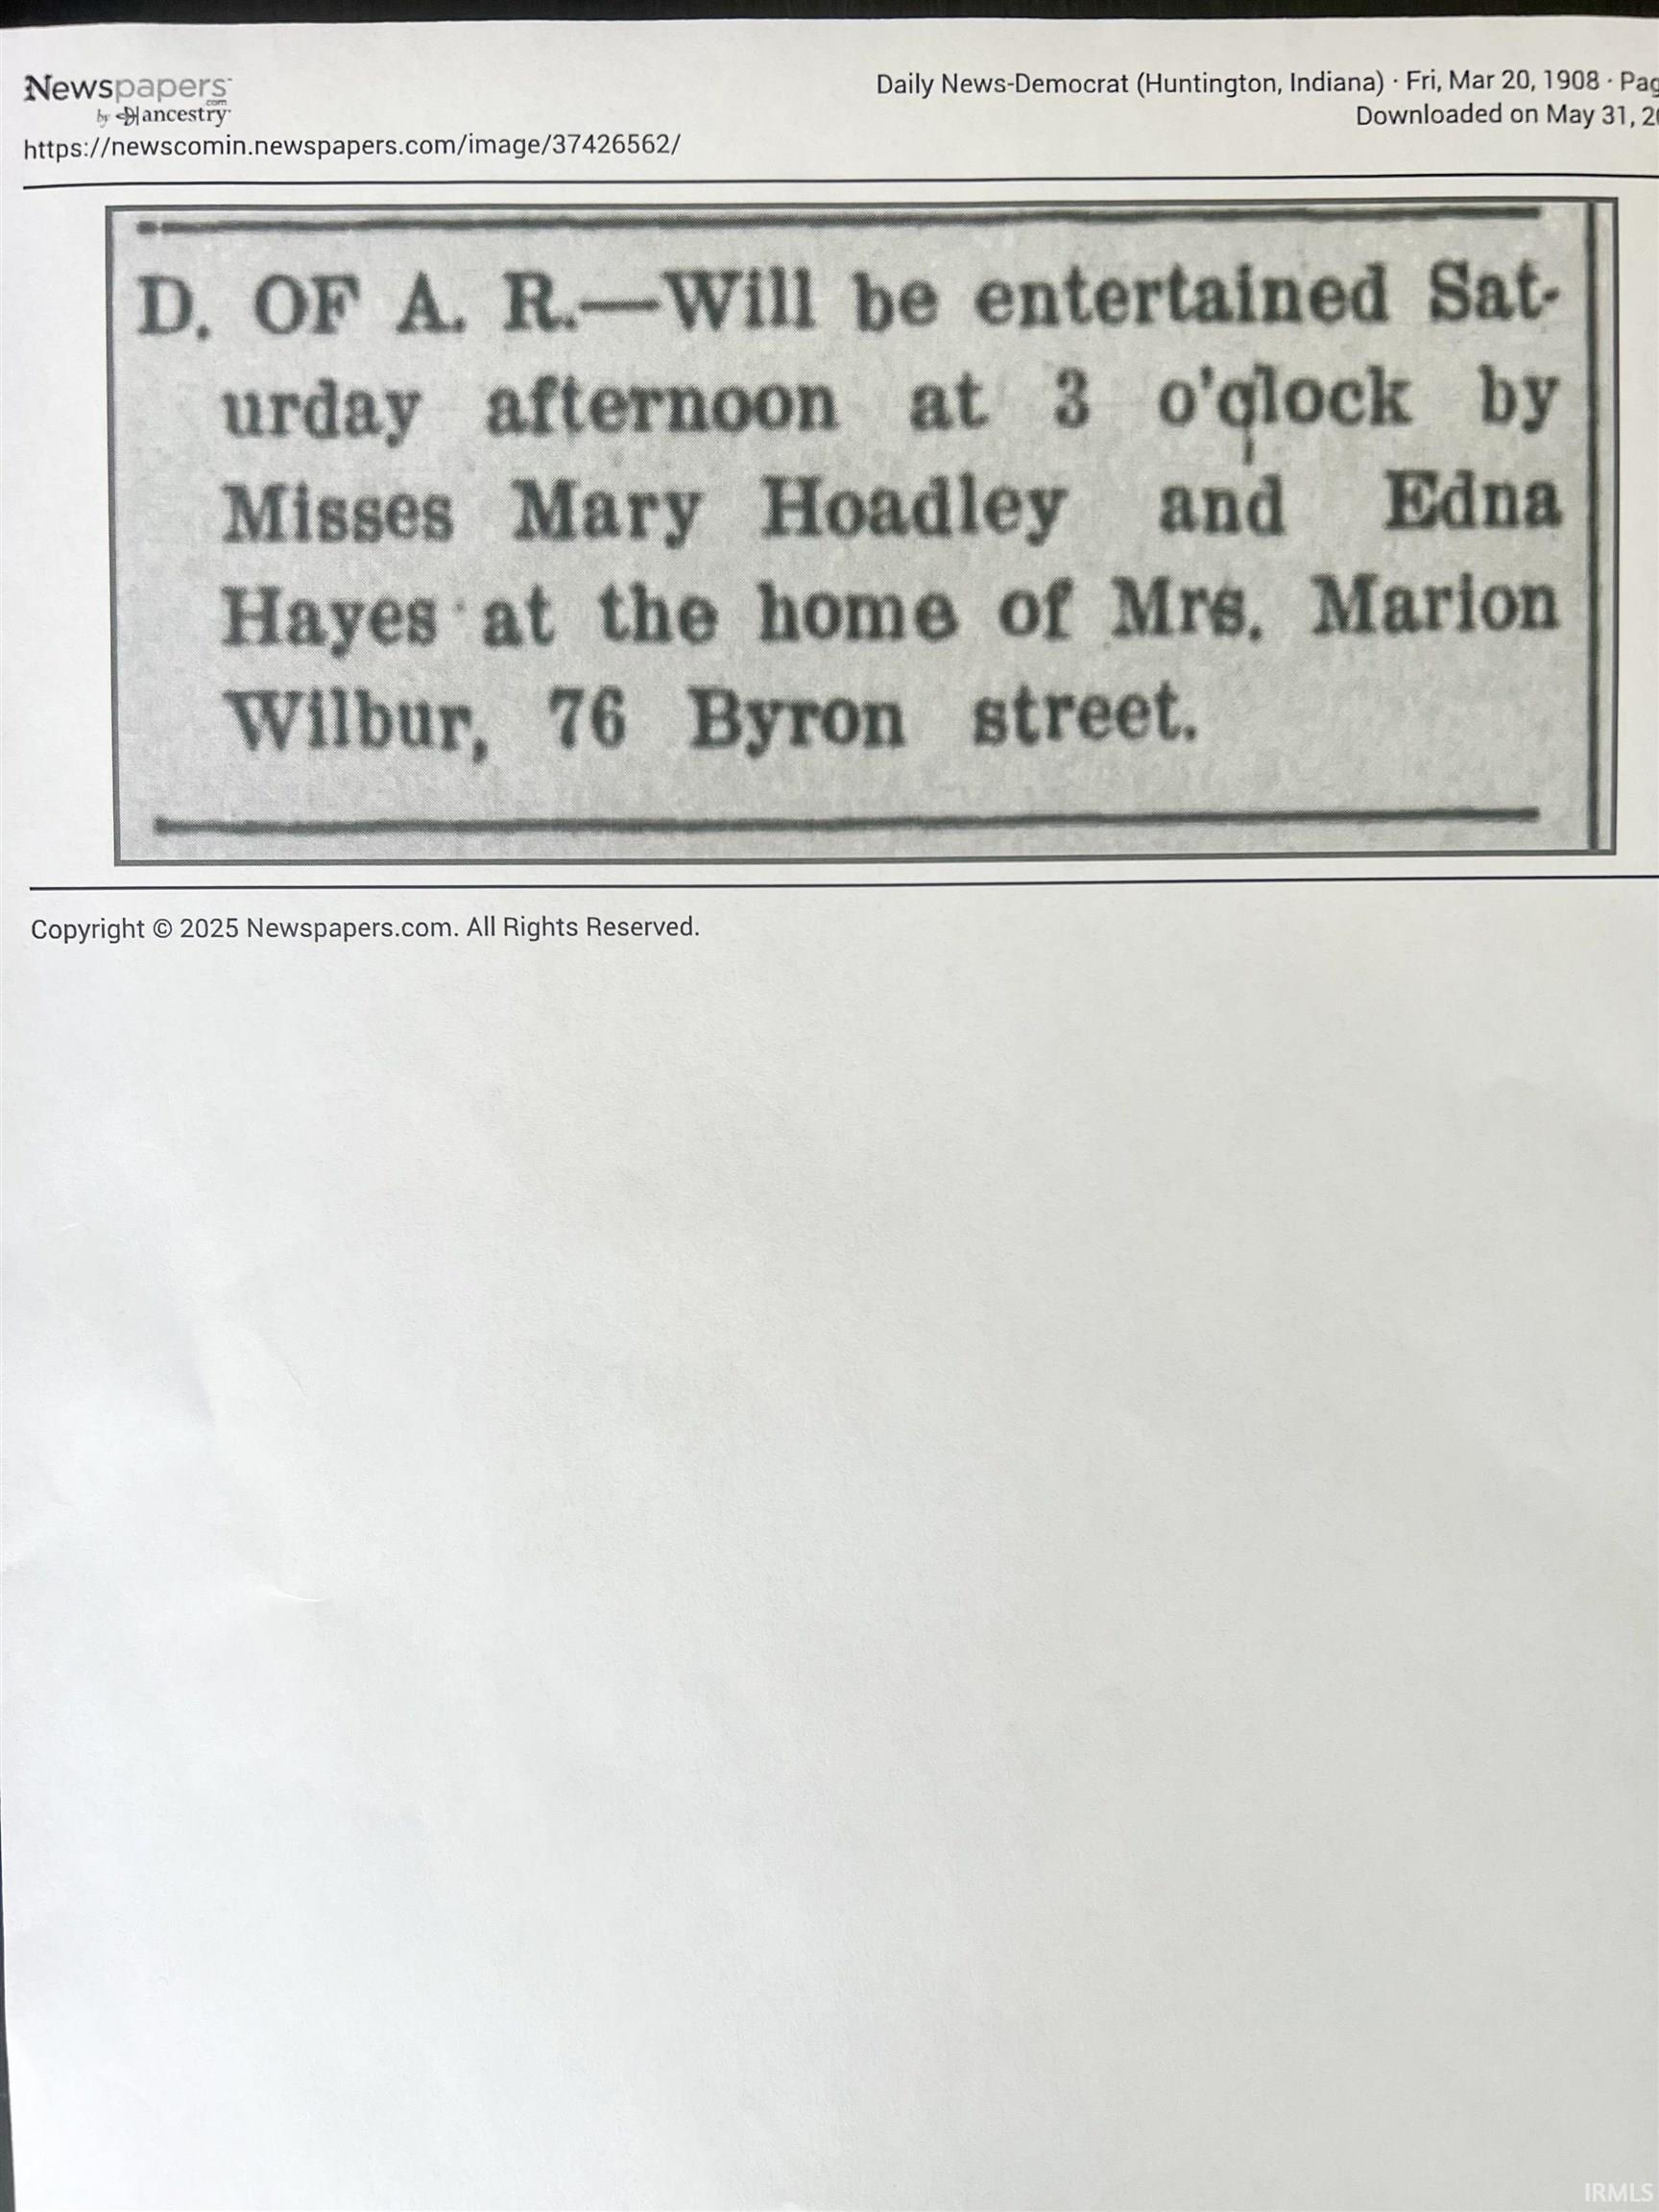 Newspapers
.com
by ancestry
Daily News-Democrat (Huntington, Indiana) · Fri, Mar 20, 1908 ·
Downloaded on May 31,
https://newscomin.newspapers.com/image/37426562/
D. OF A. R.—Will be entertained Sat-
urday afternoon at 3 o'clock by
Misses Mary Hoadley and Edna
Hayes at the home of Mrs. Marion
Wilbur, 76 Byron street.
Copyright © 2025 Newspapers.com. All Rights Reserved.
IRMLS